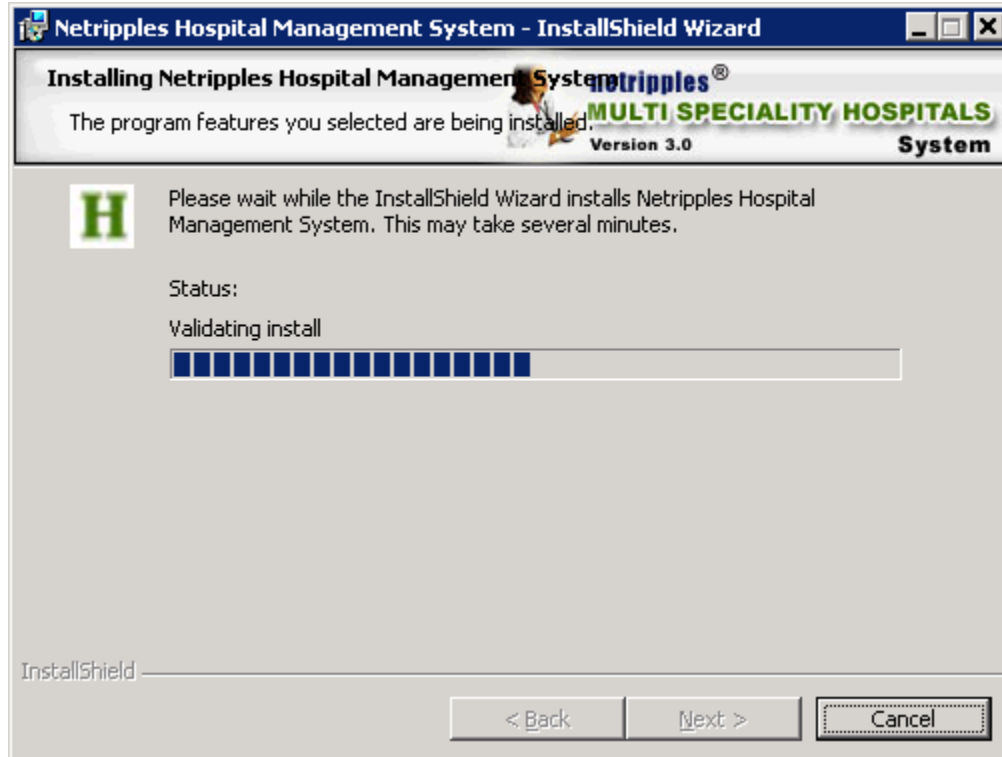 Netripples Hospital Management System - InstallShield Wizard
Installing Netripples Hospital Management System
netripples®
The program features you selected are being installed.
MULTI SPECIALITY HOSPITALS
Version 3.0 System
H
Please wait while the InstallShield Wizard installs Netripples Hospital
Management System. This may take several minutes.
Status:
Validating install
InstallShield
< Back Next > Cancel